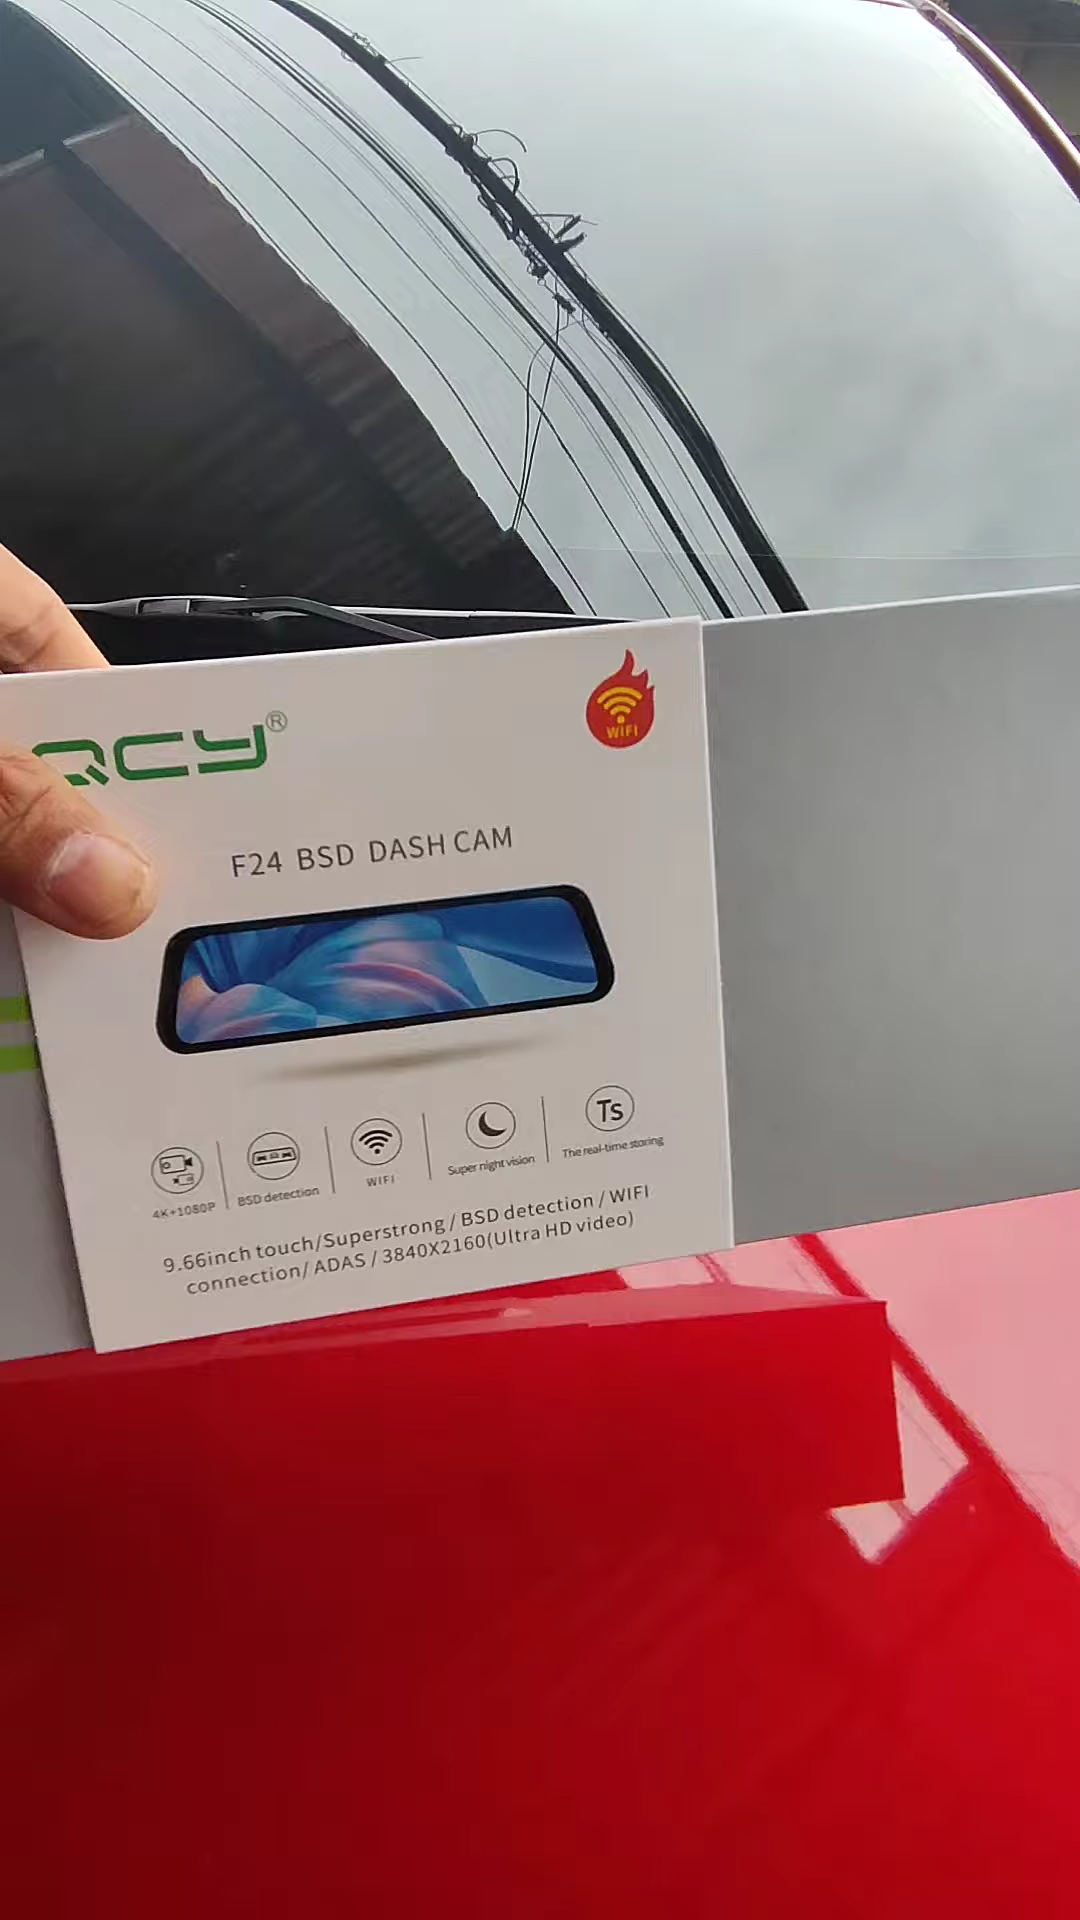 QCY®
WIFI
F24 BSD DASH CAM
Ts
4K+1080P
BSD detection
WIFI
Super night vision
The real-time storing
9.66inch touch/Superstrong/BSD detection/WIFI
connection/ADAS/3840X2160(Ultra HD video)